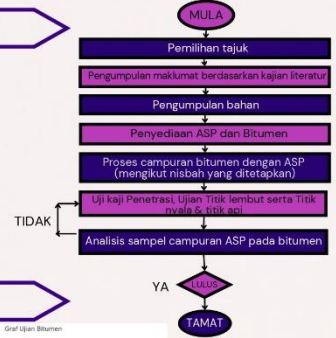 MULA
Pemilihan tajuk
Pengumpulan maklumat berdasarkan kajian literatur
Pengumpulan bahan
Penyediaan ASP dan Bitumen
Proses campuran bitumen dengan ASP
(mengikut nisbah yang ditetapkan)
Uji kaji Penetrasi, Ujian Titik lembut serta Titik
nyala & titik api
TIDAK
Analisis sampel campuran ASP pada bitumen
YA
LULUS
TAMAT
Graf Ujian Bitumen